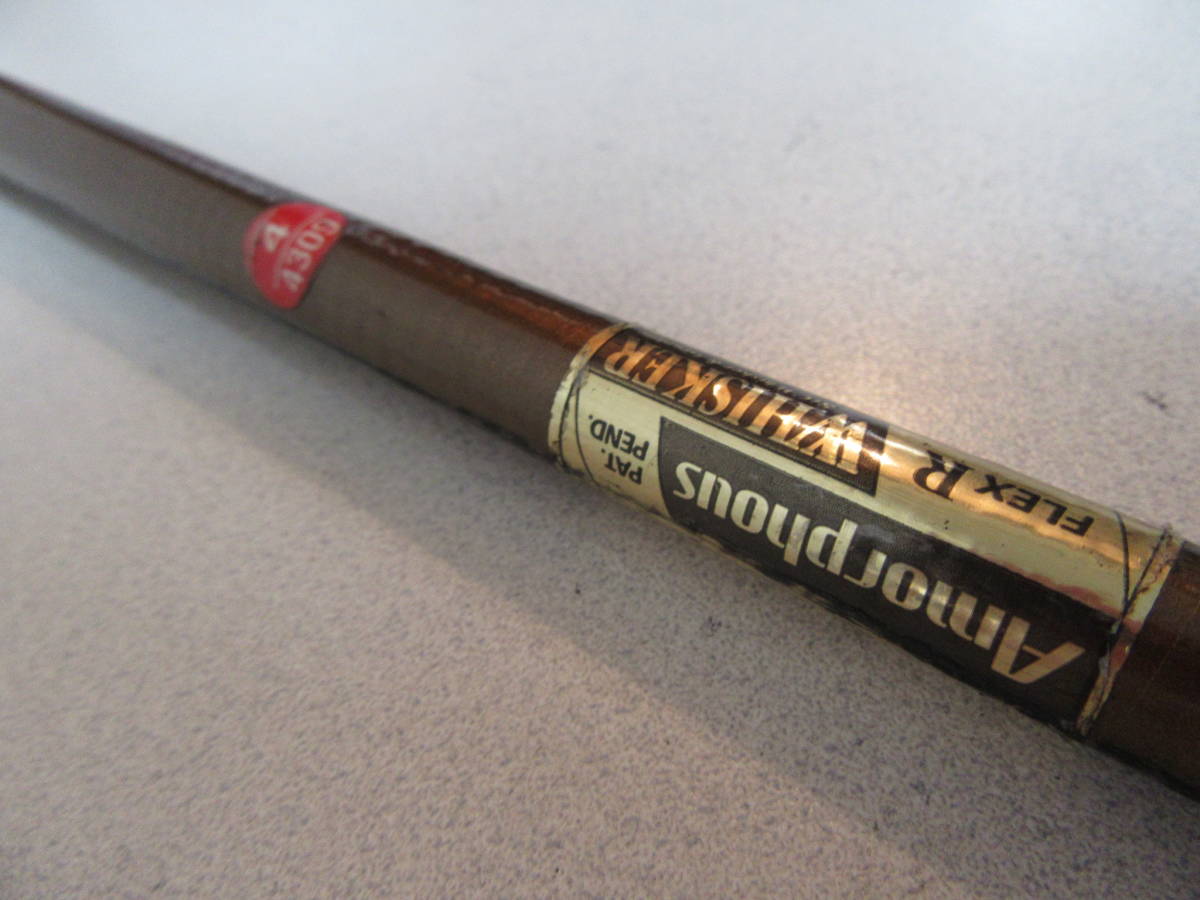 Amorphous
WHISKER
PAT.
PEND.
FLEX R
4
4300